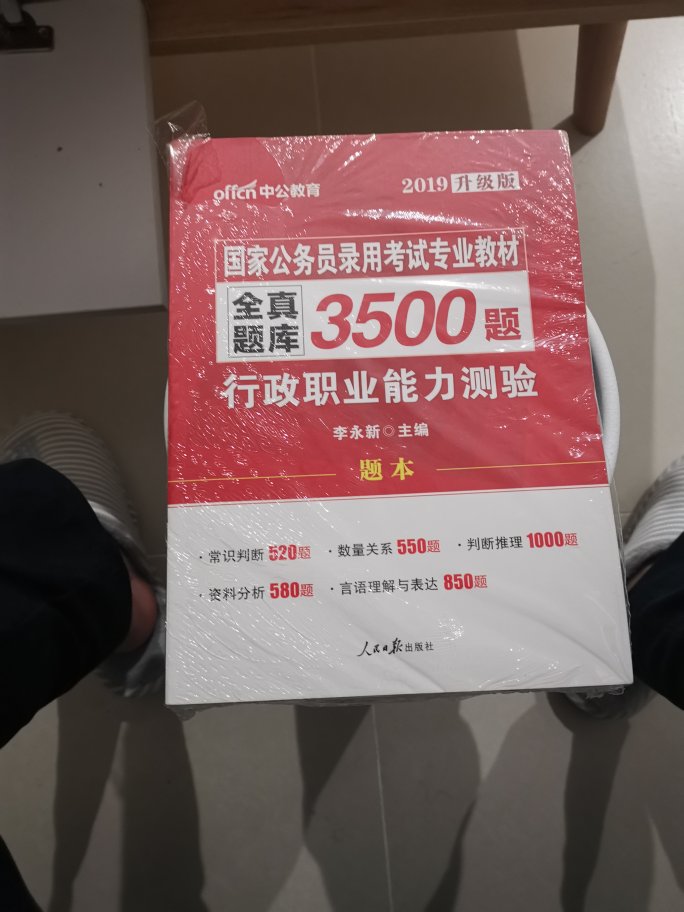 offcn中公教育
2019升级版
国家公务员录用考试专业教材
全真题库3500题
行政职业能力测验
李永新◎主编
题本
·常识判断520题 ·数量关系550题 ·判断推理1000题
·资料分析580题 ·言语理解与表达850题
人民日报出版社